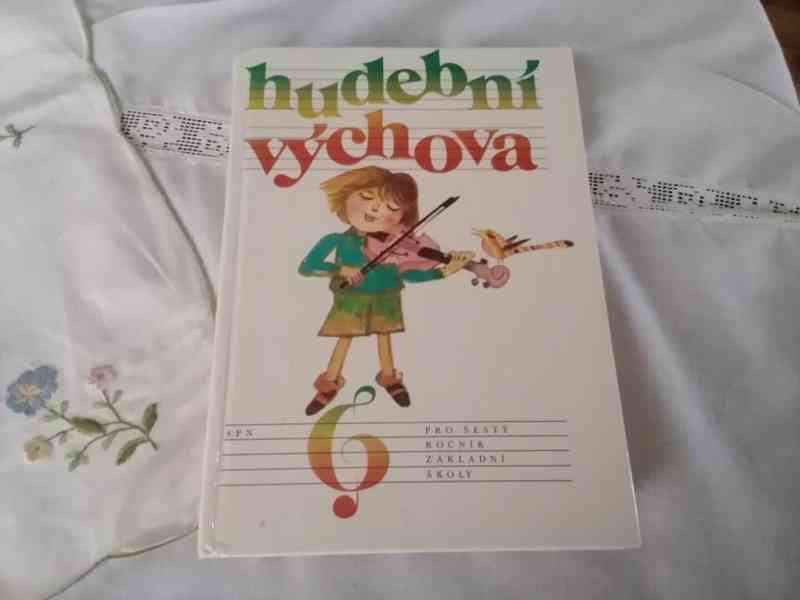 hudební
výchova
6
SPN
PRO ŠESTÝ
ROČNÍK
ZÁKLADNÍ
ŠKOLY